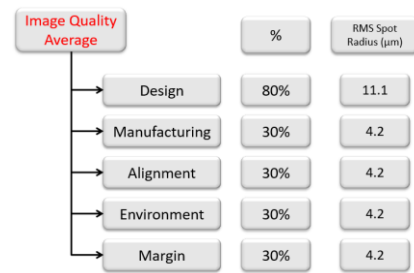 Image Quality
Average
%
RMS Spot
Radius (µm)
Design 80% 11.1
Manufacturing 30% 4.2
Alignment 30% 4.2
Environment 30% 4.2
Margin 30% 4.2